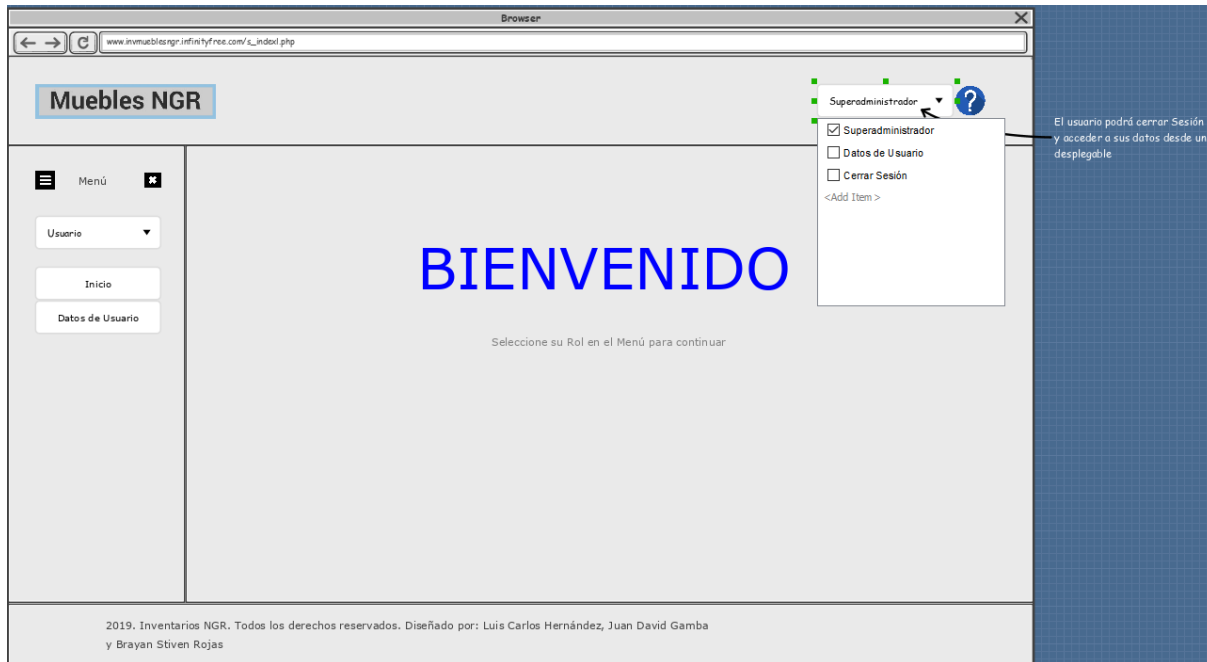 Browser
www.invmueblesngr.infinityfree.com/s_index1.php
Muebles NGR
Superadministrador
?
Superadministrador
Datos de Usuario
Cerrar Sesión
<Add Item >
El usuario podrá cerrar Sesión
y acceder a sus datos desde un
desplegable
Menú
Usuario
Inicio
Datos de Usuario
BIENVENIDO
Seleccione su Rol en el Menú para continuar
2019. Inventarios NGR. Todos los derechos reservados. Diseñado por: Luis Carlos Hernández, Juan David Gamba
y Brayan Stiven Rojas